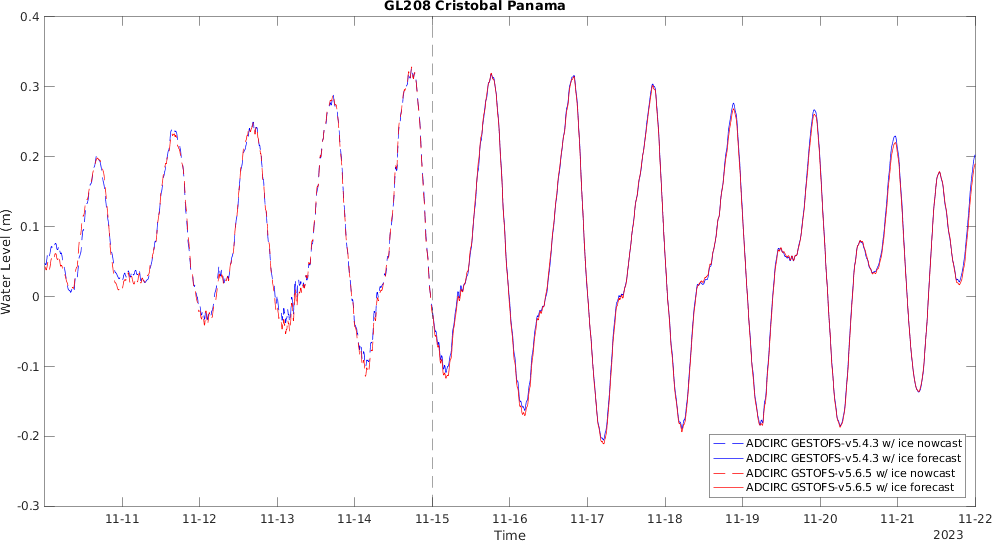 GL208 Cristobal Panama
0.4
0.3
0.2
0.1
0
-0.1
-0.2
-0.3
Water Level (m)
ADCIRC GESTOFS-v5.4.3 w/ ice nowcast
ADCIRC GESTOFS-v5.4.3 w/ ice forecast
ADCIRC GSTOFS-v5.6.5 w/ ice nowcast
ADCIRC GSTOFS-v5.6.5 w/ ice forecast
11-11 11-12 11-13 11-14 11-15 11-16 11-17 11-18 11-19 11-20 11-21 11-22
Time
2023